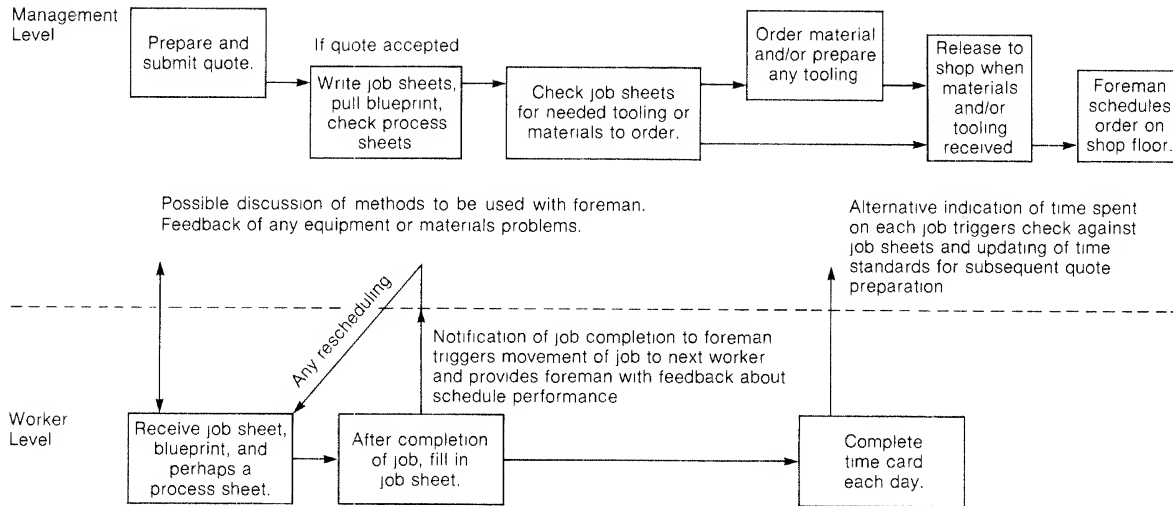 Management
Level
Prepare and
submit quote.
If quote accepted
Write job sheets,
pull blueprint,
check process
sheets
Check job sheets
for needed tooling or
materials to order.
Order material
and/or prepare
any tooling
Release to
shop when
materials
and/or
tooling
received
Foreman
schedules
order on
shop floor.
Possible discussion of methods to be used with foreman.
Feedback of any equipment or materials problems.
Alternative indication of time spent
on each job triggers check against
job sheets and updating of time
standards for subsequent quote
preparation
Any rescheduling
Notification of job completion to foreman
triggers movement of job to next worker
and provides foreman with feedback about
schedule performance
Worker
Level
Receive job sheet,
blueprint, and
perhaps a
process sheet.
After completion
of job, fill in
job sheet.
Complete
time card
each day.